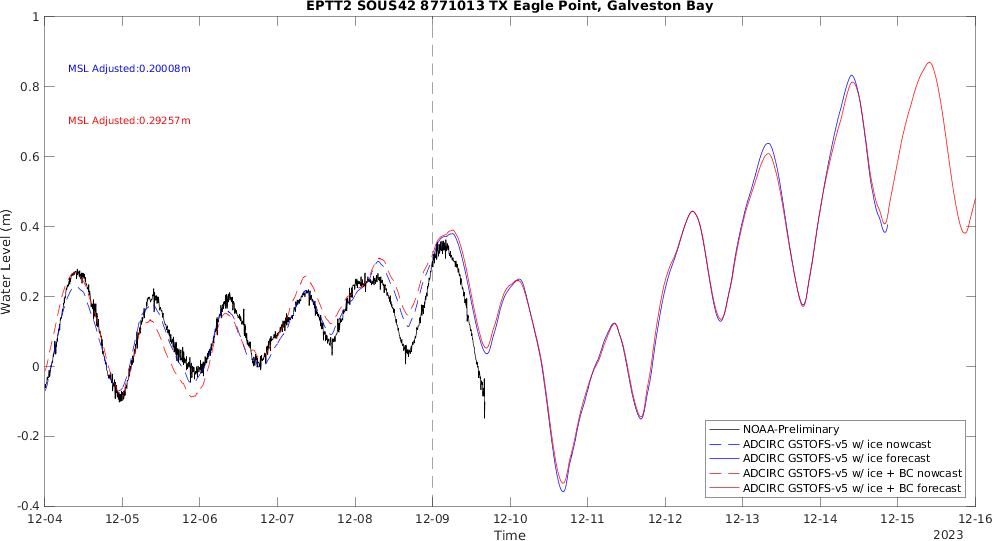 EPTT2 SOUS42 8771013 TX Eagle Point, Galveston Bay
MSL Adjusted:0.20008m
MSL Adjusted:0.29257m
Water Level (m)
1
0.8
0.6
0.4
0.2
0
-0.2
-0.4
NOAA-Preliminary
ADCIRC GSTOFS-v5 w/ ice nowcast
ADCIRC GSTOFS-v5 w/ ice forecast
ADCIRC GSTOFS-v5 w/ ice + BC nowcast
ADCIRC GSTOFS-v5 w/ ice + BC forecast
12-04 12-05 12-06 12-07 12-08 12-09 12-10 12-11 12-12 12-13 12-14 12-15 12-16
Time
2023